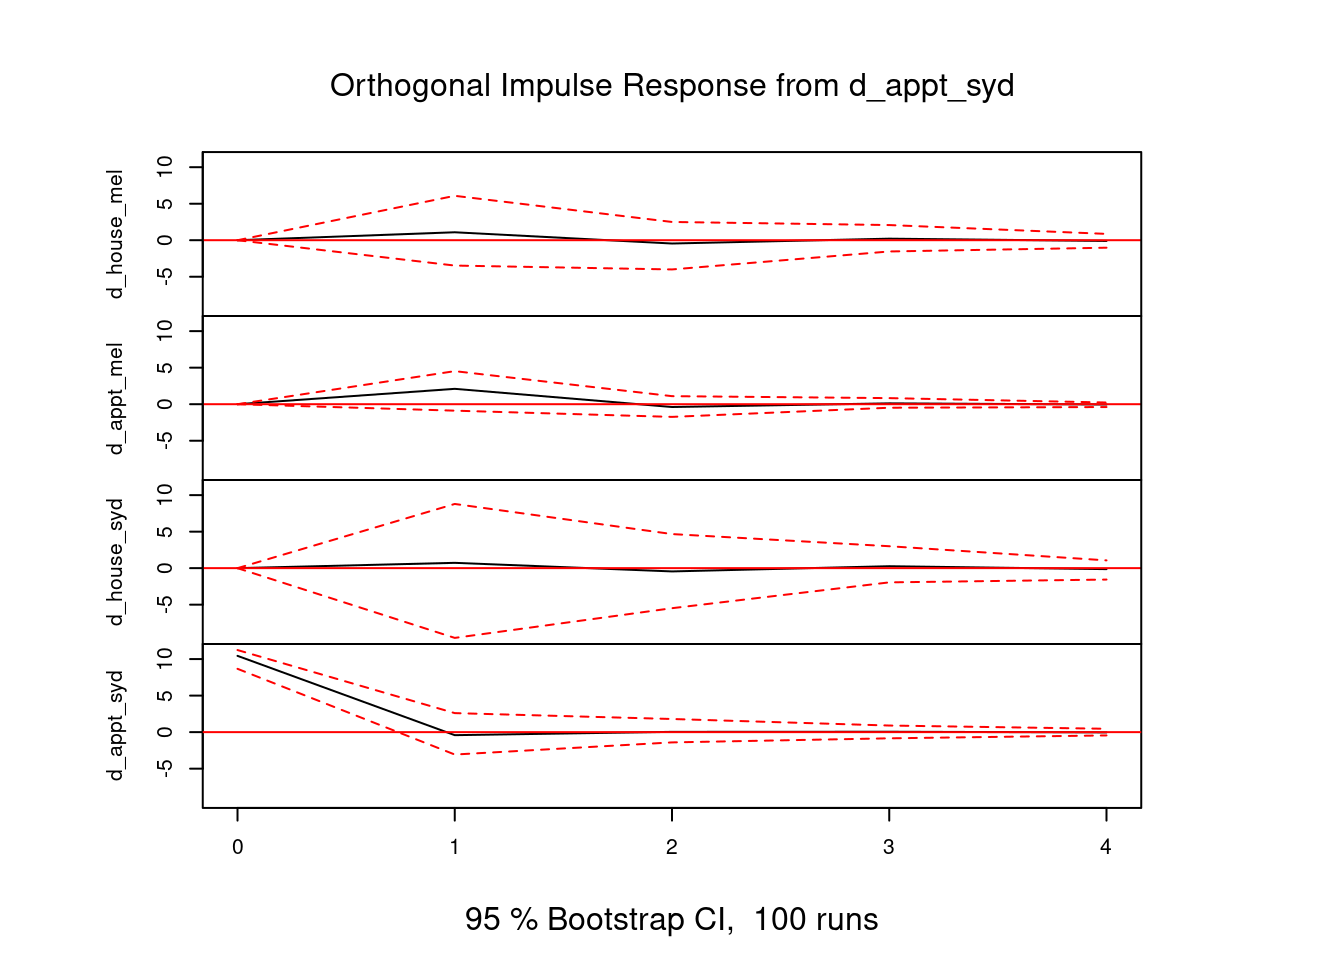 Orthogonal Impulse Response from d_appt_syd
d_house_mel
10
5
0
-5
d_appt_mel
10
5
0
-5
d_house_syd
10
5
0
-5
d_appt_syd
10
5
0
-5
0 1 2 3 4
95 % Bootstrap CI,  100 runs